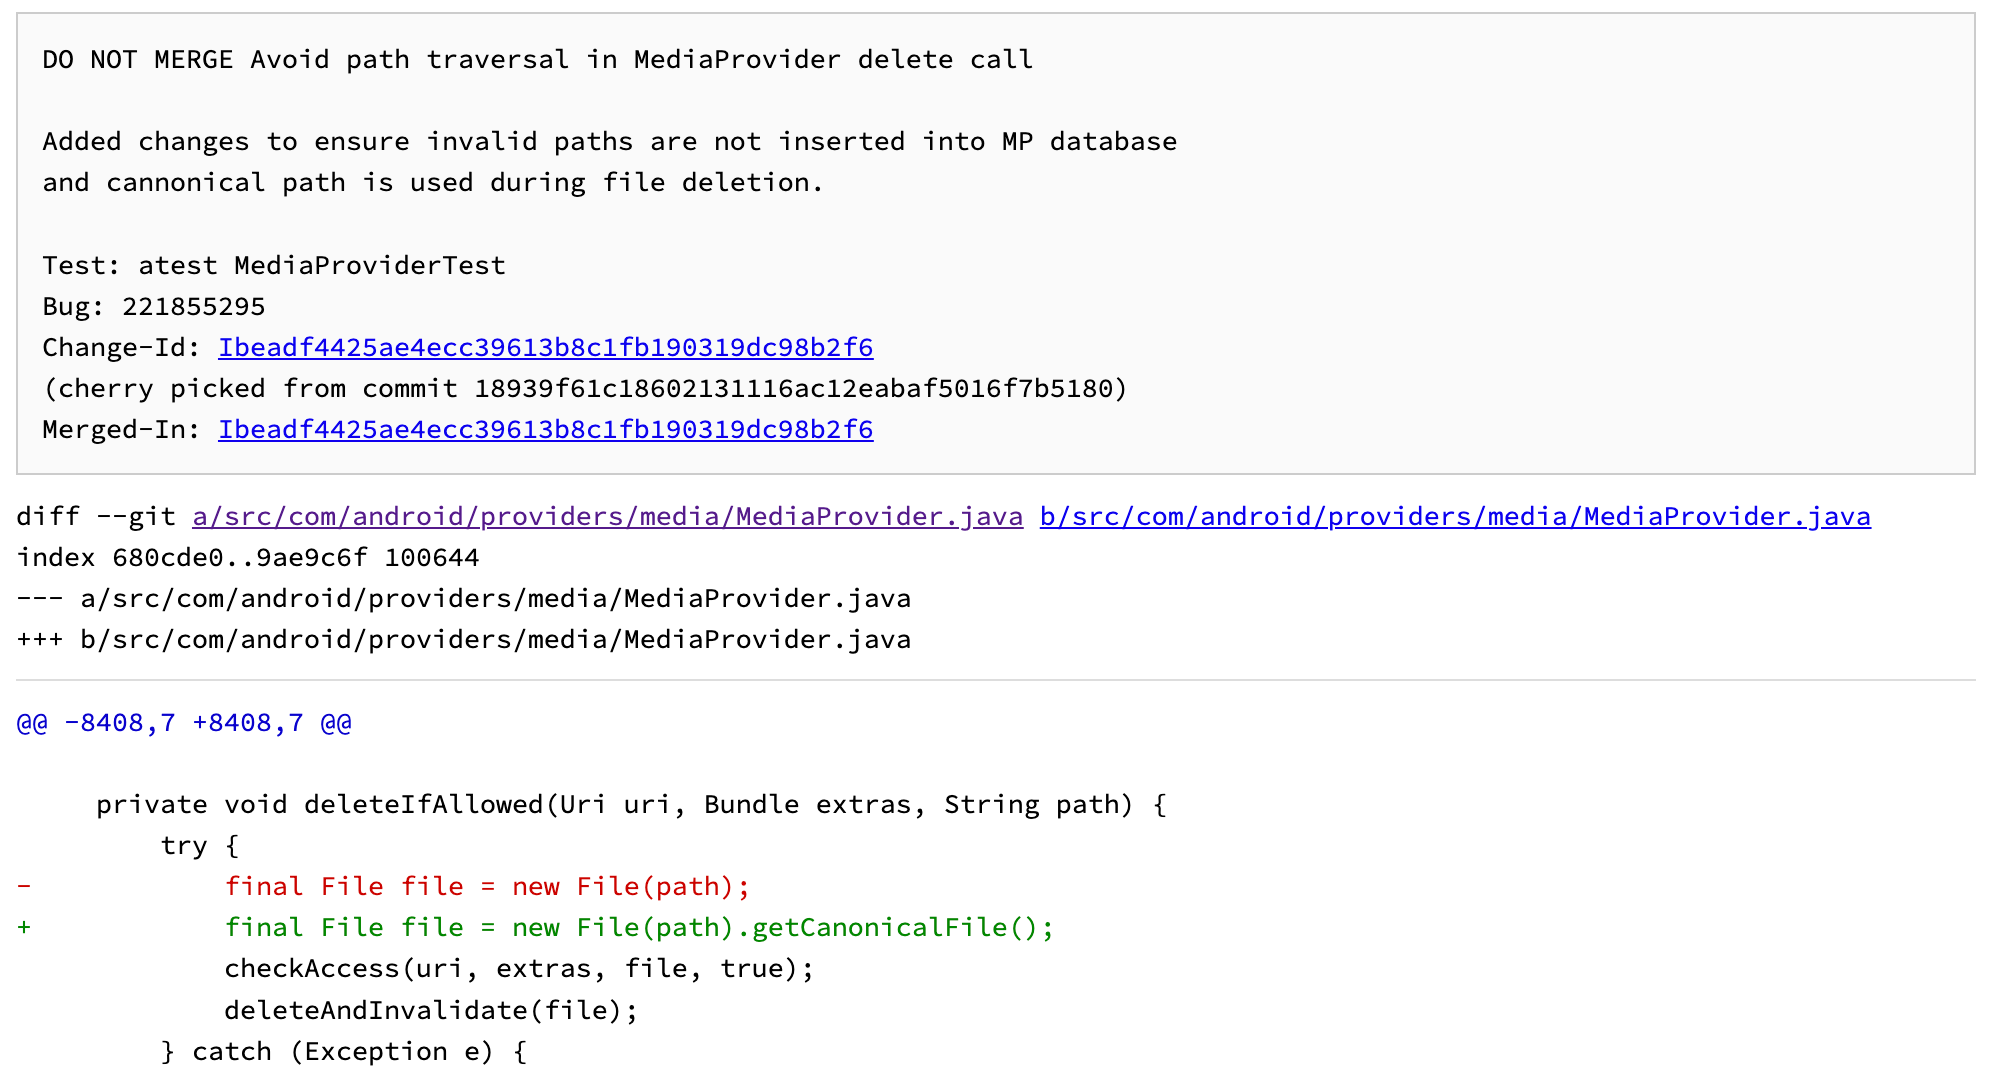 DO NOT MERGE Avoid path traversal in MediaProvider delete call
Added changes to ensure invalid paths are not inserted into MP database
and cannonical path is used during file deletion.
Test: atest MediaProviderTest
Bug: 221855295
Change-Id: Ibeadf4425ae4ecc39613b8c1fb190319dc98b2f6
(cherry picked from commit 18939f61c18602131116ac12eabaf5016f7b5180)
Merged-In: Ibeadf4425ae4ecc39613b8c1fb190319dc98b2f6
diff --git a/src/com/android/providers/media/MediaProvider.java b/src/com/android/providers/media/MediaProvider.java
index 680cde0..9ae9c6f 100644
--- a/src/com/android/providers/media/MediaProvider.java
+++ b/src/com/android/providers/media/MediaProvider.java
@@ -8408,7 +8408,7 @@
     private void deleteIfAllowed(Uri uri, Bundle extras, String path) {
         try {
-            final File file = new File(path);
+            final File file = new File(path).getCanonicalFile();
             checkAccess(uri, extras, file, true);
             deleteAndInvalidate(file);
         } catch (Exception e) {